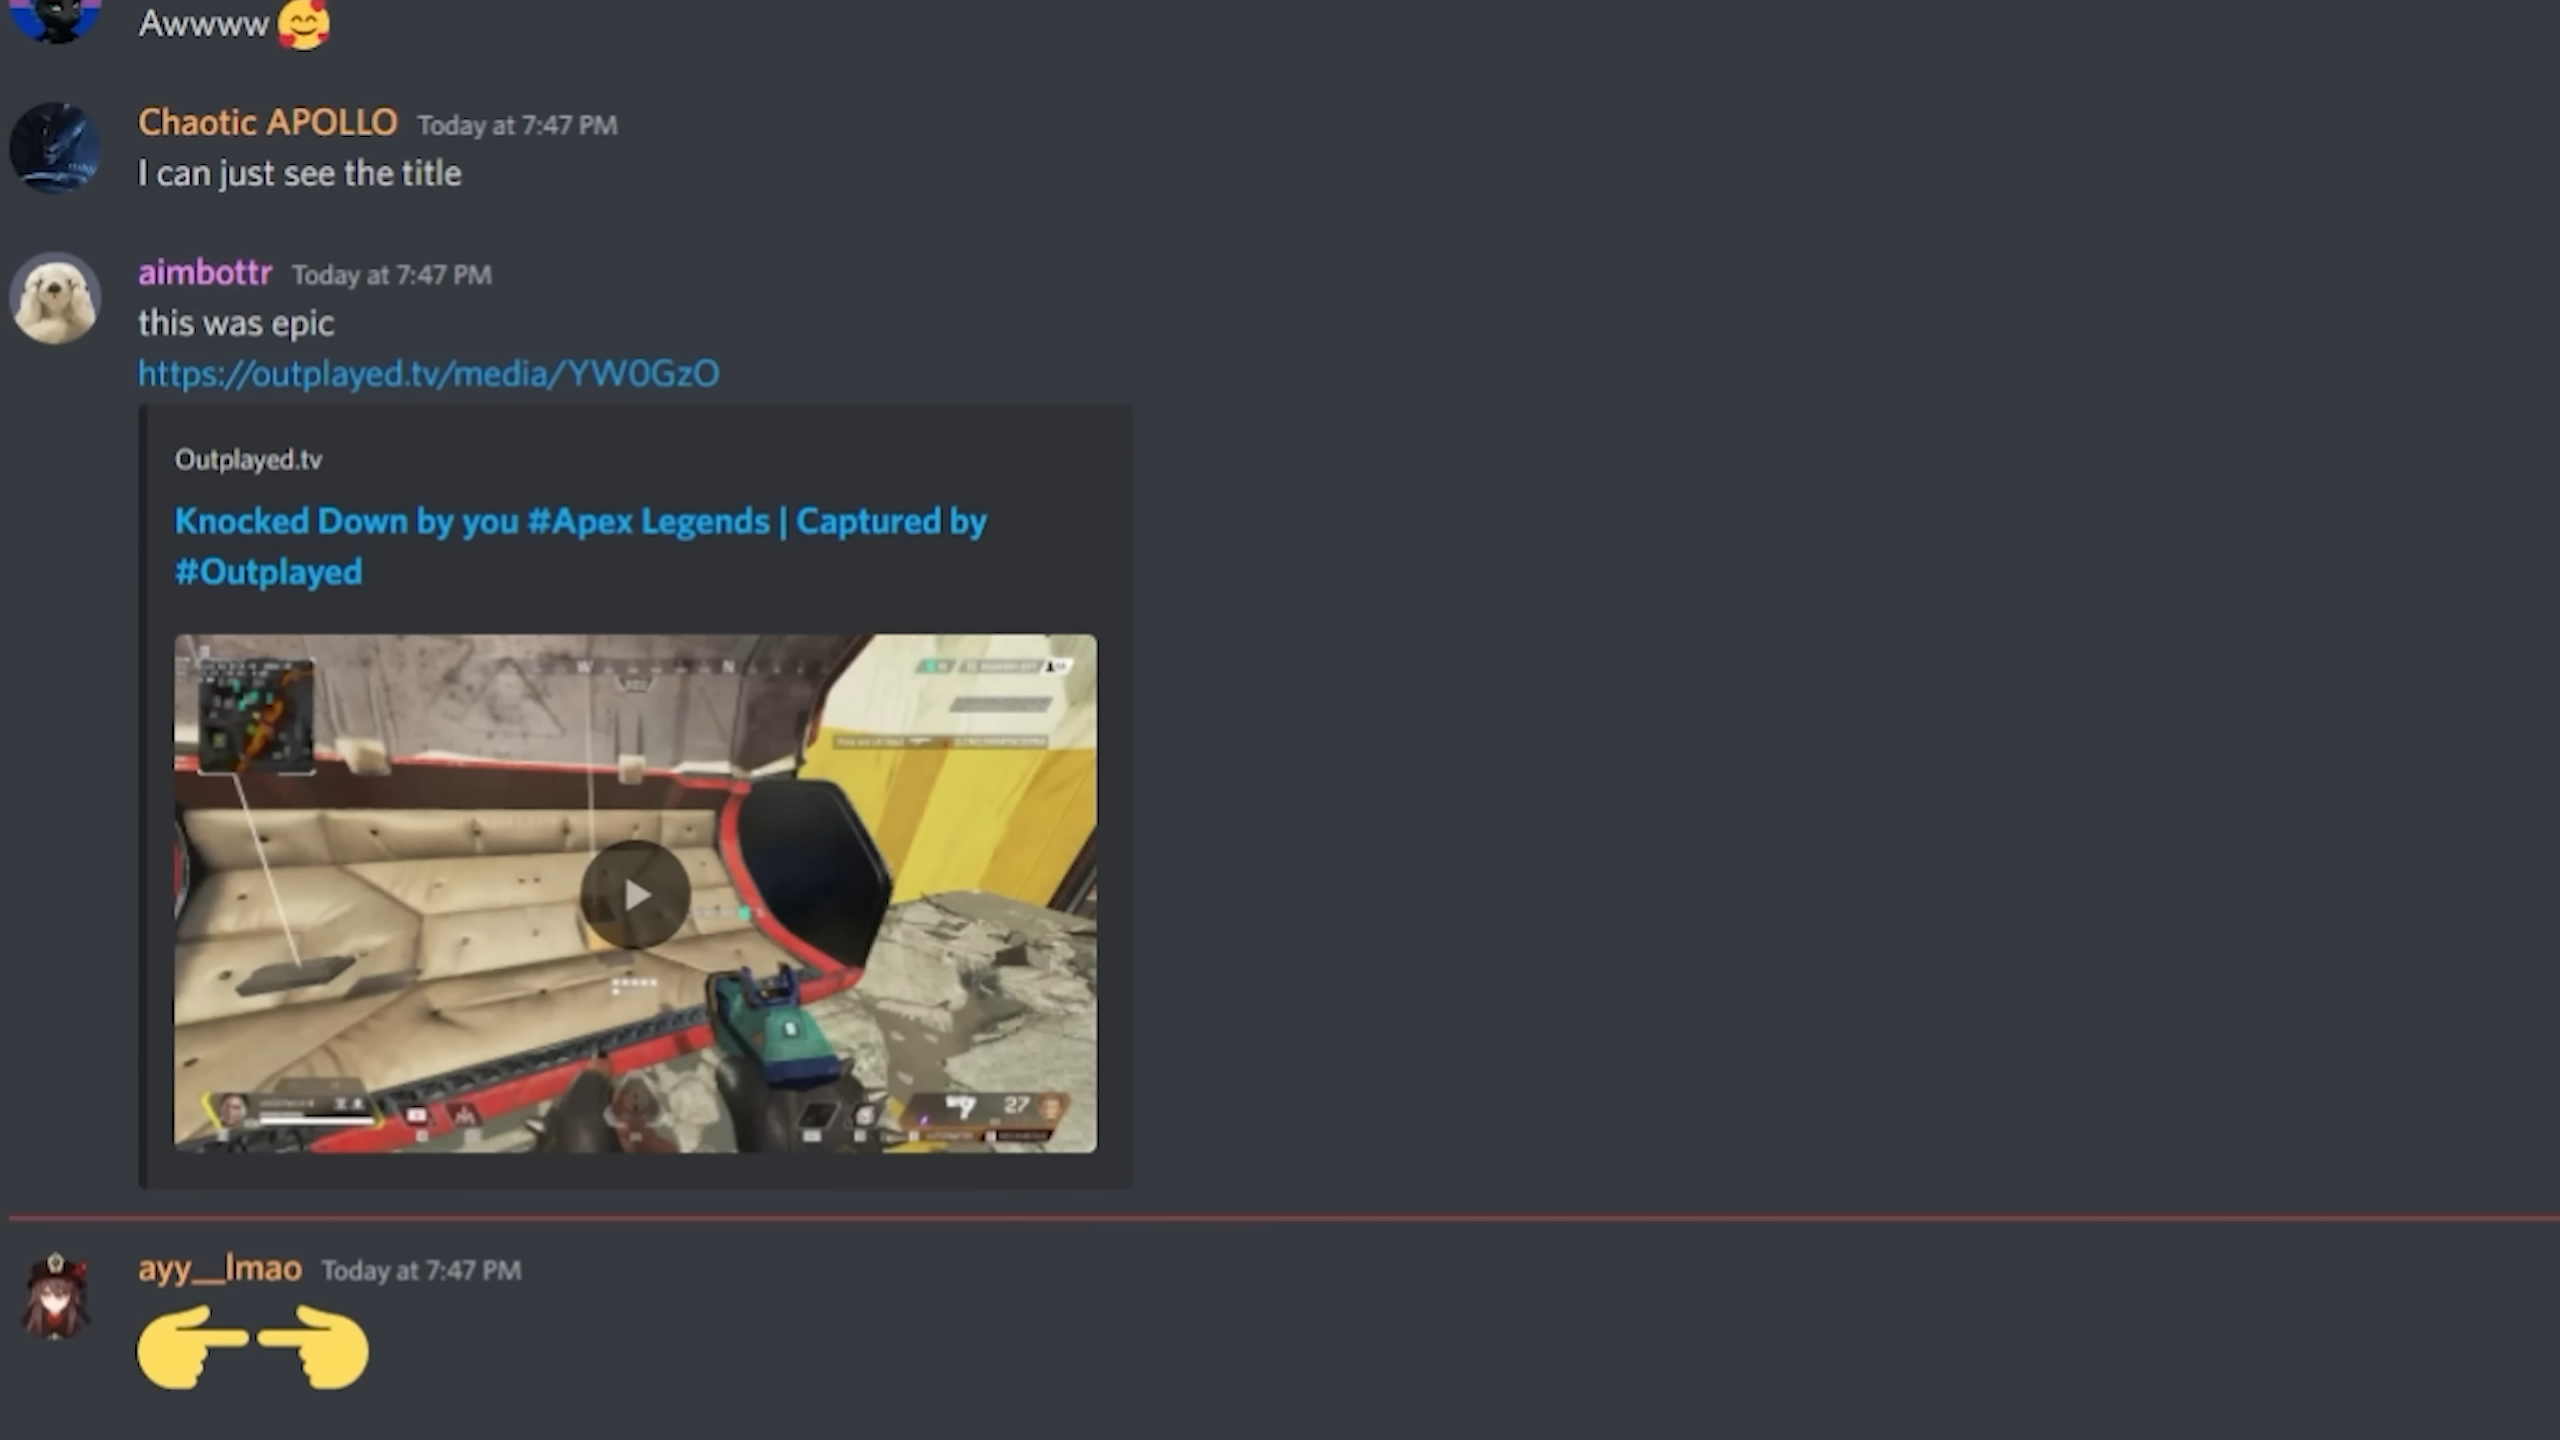 Awwww
Chaotic APOLLO Today at 7:47 PM
I can just see the title
aimbottr Today at 7:47 PM
this was epic
https://outplayed.tv/media/YW0GzO
Outplayed.tv
Knocked Down by you #Apex Legends | Captured by
#Outplayed
W N
27
ayy__lmao Today at 7:47 PM